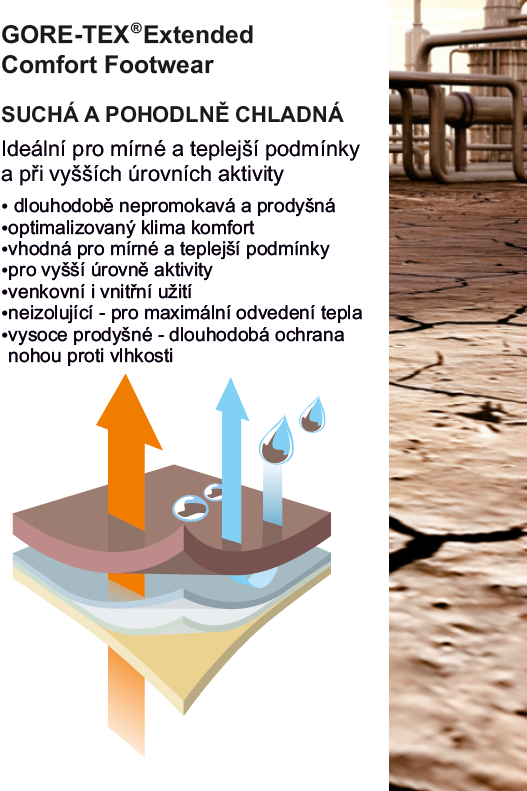 GORE-TEX®Extended
Comfort Footwear
SUCHÁ A POHODLNĚ CHLADNÁ
Ideální pro mírné a teplejší podmínky
a při vyšších úrovních aktivity
• dlouhodobě nepromokavá a prodyšná
•optimalizovaný klima komfort
•vhodná pro mírné a teplejší podmínky
•pro vyšší úrovně aktivity
•venkovní i vnitřní užití
•neizolující - pro maximální odvedení tepla
•vysoce prodyšné - dlouhodobá ochrana
nohou proti vlhkosti